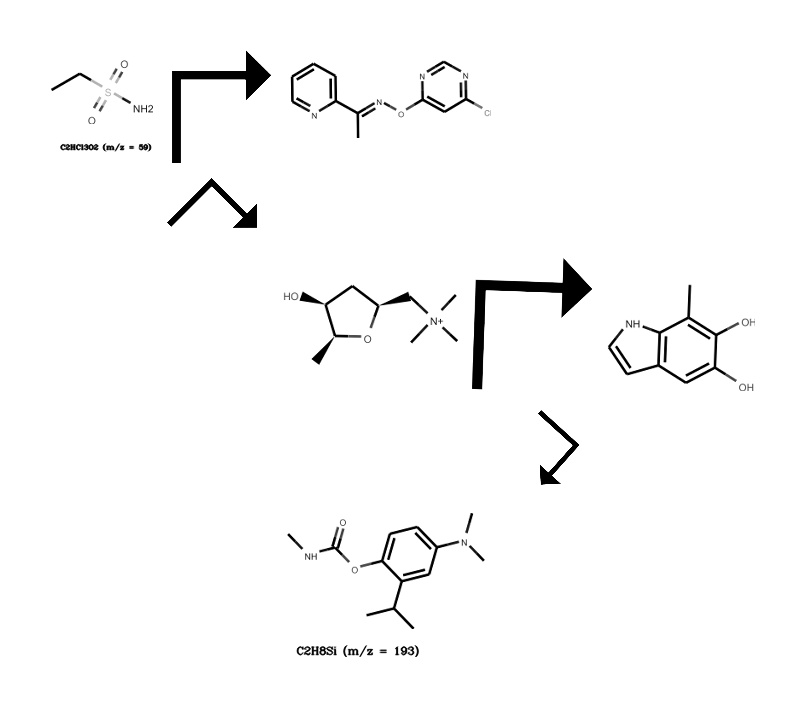 O
S
O
NH2
C2HCl3O2 (m/z = 59)
N
N
O
N
N
Cl
HO
O
N+
NH
OH
OH
O
NH
O
N
C2H8Si (m/z = 193)